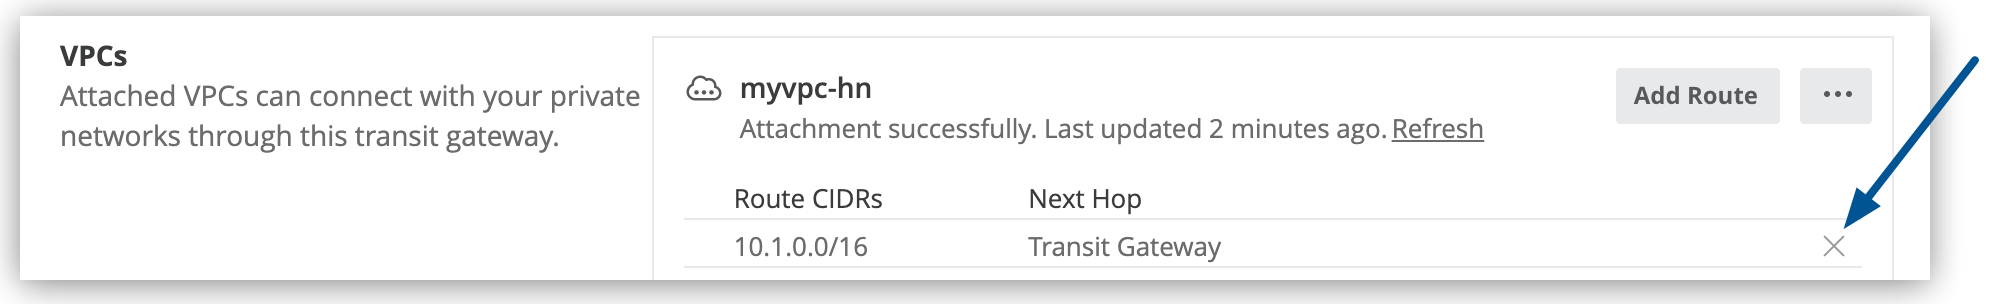 VPCs
Attached VPCs can connect with your private
networks through this transit gateway.
myvpc-hn
Attachment successfully. Last updated 2 minutes ago. Refresh
Add Route
Route CIDRs Next Hop
10.1.0.0/16 Transit Gateway